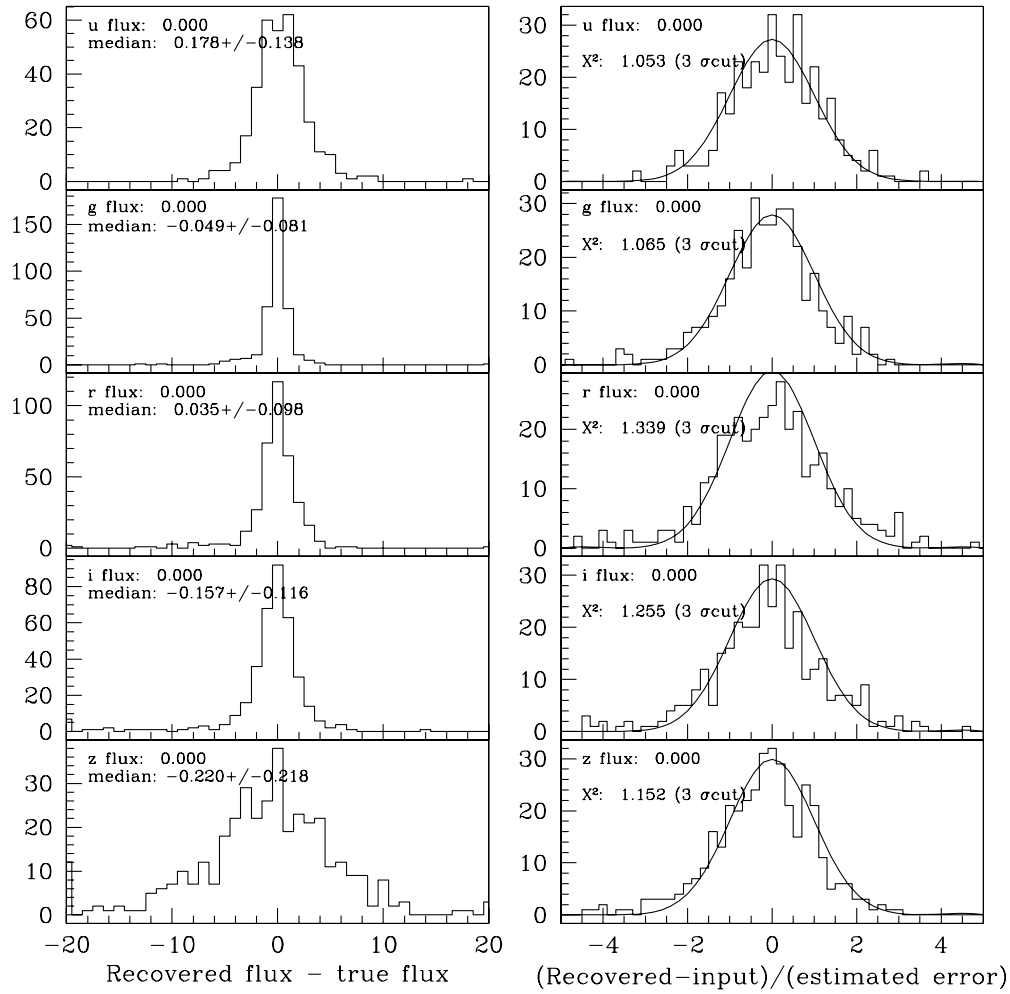 u flux: 0.000
median: 0.178+/-0.138
60
40
20
0
u flux: 0.000
X²: 1.053 (3 σcut)
30
20
10
0
g flux: 0.000
median: -0.049+/-0.081
150
100
50
0
g flux: 0.000
X²: 1.065 (3 σcut)
30
20
10
0
r flux: 0.000
median: 0.035+/-0.098
100
50
0
r flux: 0.000
X²: 1.339 (3 σcut)
20
10
0
i flux: 0.000
median: -0.157+/-0.116
80
60
40
20
0
i flux: 0.000
X²: 1.255 (3 σcut)
30
20
10
0
z flux: 0.000
median: -0.220+/-0.218
30
20
10
0
z flux: 0.000
X²: 1.152 (3 σcut)
30
20
10
0
-20 -10 0 10 20
Recovered flux - true flux
-4 -2 0 2 4
(Recovered-input)/(estimated error)